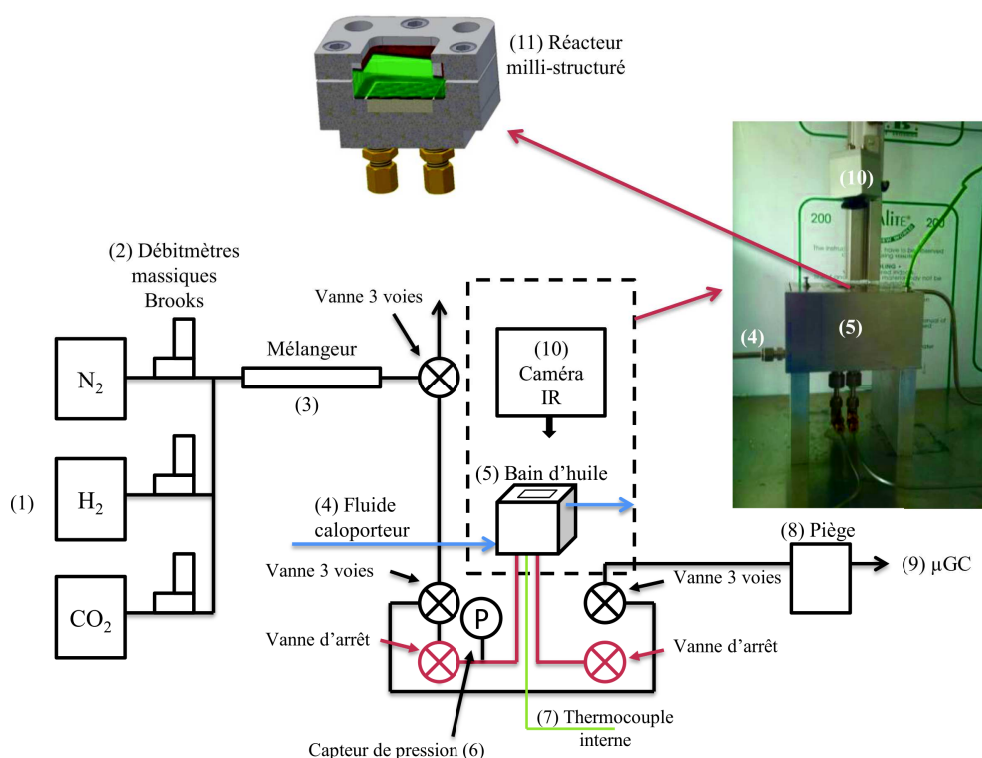 (11) Réacteur
milli-structuré
(10)
200
200
(4)
(5)
(2) Débitmètres
massiques
Brooks
Vanne 3 voies
Mélangeur
(3)
N2
(10)
Caméra
IR
(5) Bain d’huile
(1)
H2
(4) Fluide
caloporteur
(8) Piège
(9) µGC
Vanne 3 voies
Vanne 3 voies
CO2
P
Vanne d’arrêt
Vanne d’arrêt
(7) Thermocouple
interne
Capteur de pression (6)